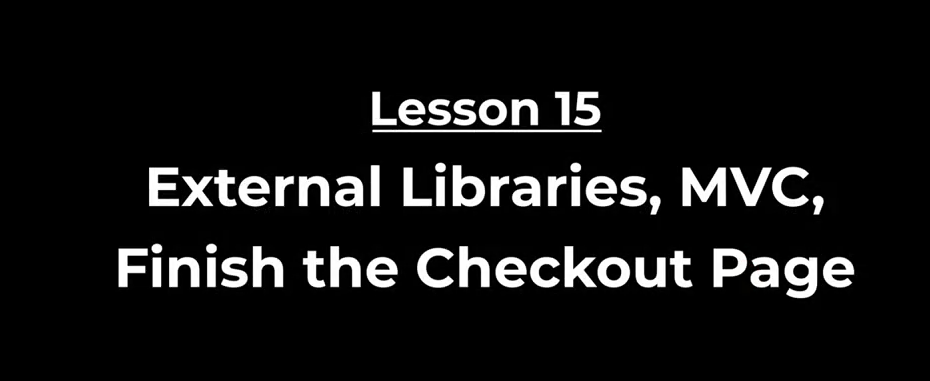 Lesson 15
External Libraries, MVC,
Finish the Checkout Page